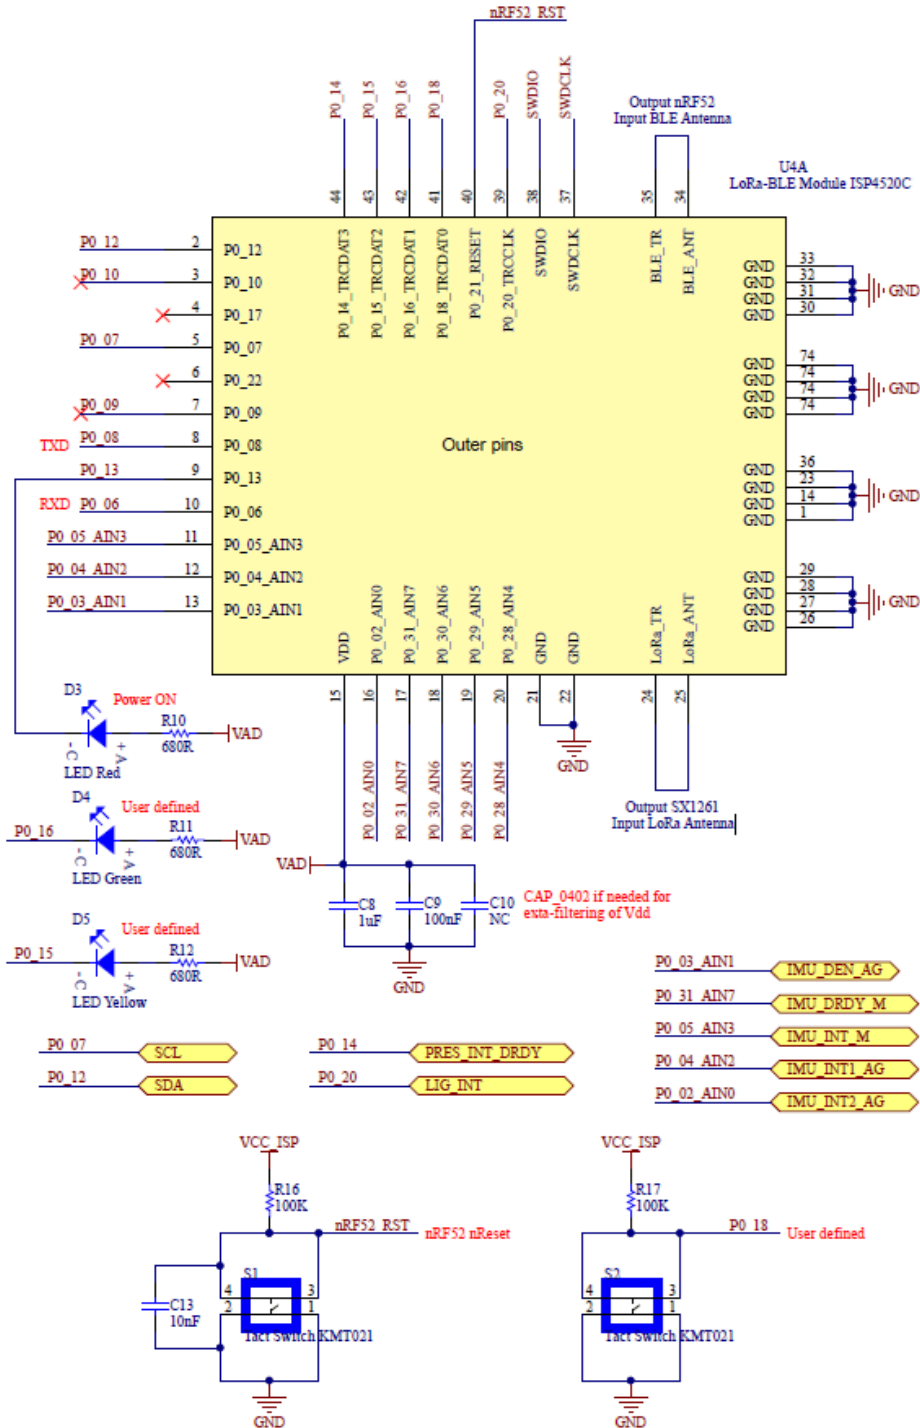 nRF52_RST
P0_14
P0_15
P0_16
P0_18
P0_20
SWDIO
SWDCLK
Output nRF52
Input BLE Antenna
U4A
LoRa-BLE Module ISP4520C
44
43
42
41
40
39
38
37
35
34
P0_14_TRCDAT3
P0_15_TRCDAT2
P0_16_TRCDAT1
P0_18_TRCDAT0
P0_21_RESET
P0_20_TRCCLK
SWDIO
SWDCLK
BLE_TR
BLE_ANT
P0_12 2 P0_12
P0_10 3 P0_10
4 P0_17
P0_07 5 P0_07
6 P0_22
P0_09 7 P0_09
TXD P0_08 8 P0_08
P0_13 9 P0_13
RXD P0_06 10 P0_06
P0_05_AIN3 11 P0_05_AIN3
P0_04_AIN2 12 P0_04_AIN2
P0_03_AIN1 13 P0_03_AIN1
Outer pins
GND 33
GND 32
GND 31
GND 30
GND
GND 74
GND 74
GND 74
GND 74
GND
GND 36
GND 23
GND 14
GND 1
GND
GND 29
GND 28
GND 27
GND 26
GND
VDD
P0_02_AIN0
P0_31_AIN7
P0_30_AIN6
P0_29_AIN5
P0_28_AIN4
GND
GND
LoRa_TR
LoRa_ANT
15
16
17
18
19
20
21
22
24
25
P0_02_AIN0
P0_31_AIN7
P0_30_AIN6
P0_29_AIN5
P0_28_AIN4
GND
Output SX1261
Input LoRa Antenna
D3
Power ON
R10
680R
VAD
- C
+ A
LED Red
D4
User defined
P0_16
R11
680R
VAD
- C
+ A
LED Green
D5
User defined
P0_15
R12
680R
VAD
- C
+ A
LED Yellow
VAD
C8
1uF
C9
100nF
C10
NC
CAP_0402 if needed for
exta-filtering of Vdd
GND
P0_03_AIN1 IMU_DEN_AG
P0_31_AIN7 IMU_DRDY_M
P0_05_AIN3 IMU_INT_M
P0_04_AIN2 IMU_INT1_AG
P0_02_AIN0 IMU_INT2_AG
P0_07 SCL
P0_12 SDA
P0_14 PRES_INT_DRDY
P0_20 LIG_INT
VCC_ISP
R16
100K
nRF52_RST nRF52 nReset
S1
4 3
2 1
C13
10nF
Tact Switch KMT021
GND
VCC_ISP
R17
100K
P0_18 User defined
S2
4 3
2 1
Tact Switch KMT021
GND